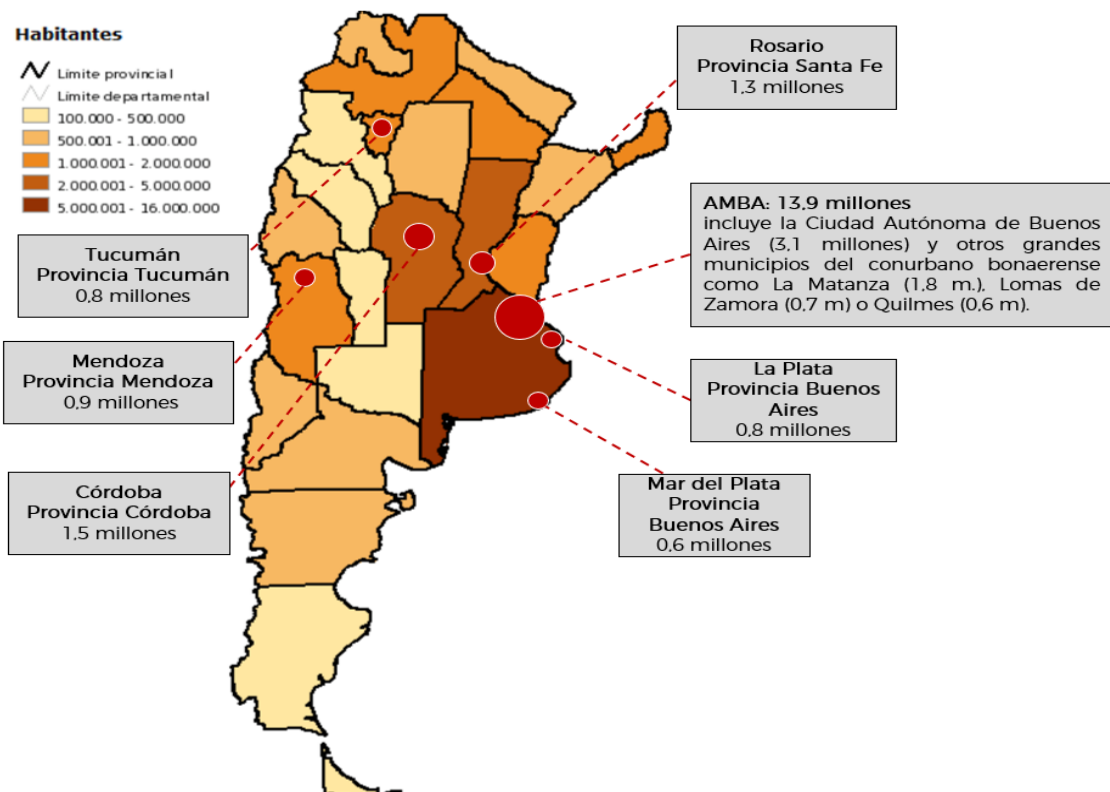 Habitantes
Límite provincial
Límite departamental
100.000 - 500.000
500.001 - 1.000.000
1.000.001 - 2.000.000
2.000.001 - 5.000.000
5.000.001 - 16.000.000
Rosario
Provincia Santa Fe
1,3 millones
AMBA: 13,9 millones
incluye la Ciudad Autónoma de Buenos
Aires (3,1 millones) y otros grandes
municipios del conurbano bonaerense
como La Matanza (1,8 m.), Lomas de
Zamora (0,7 m) o Quilmes (0,6 m).
Tucumán
Provincia Tucumán
0,8 millones
Mendoza
Provincia Mendoza
0,9 millones
La Plata
Provincia Buenos
Aires
0,8 millones
Córdoba
Provincia Córdoba
1,5 millones
Mar del Plata
Provincia
Buenos Aires
0,6 millones